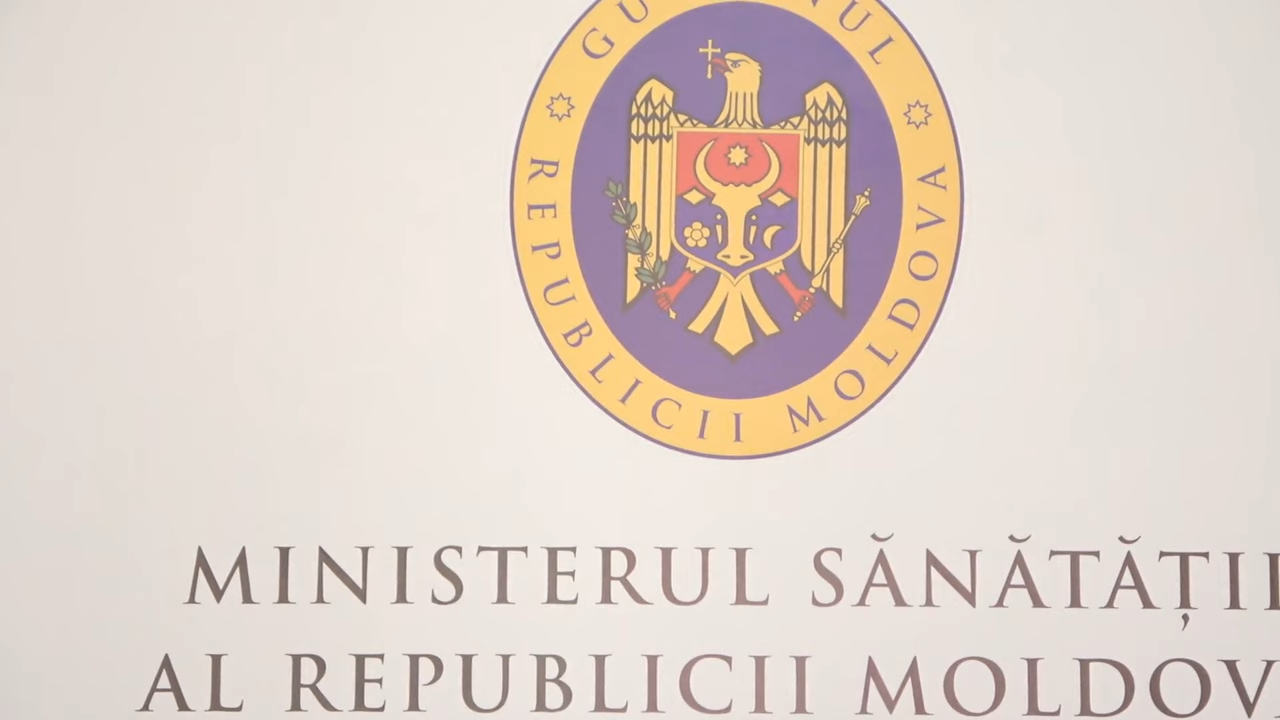 REPUBLICII MOLDOVA
MINISTERUL SĂNĂTĂȚII
AL REPUBLICII MOLDOV